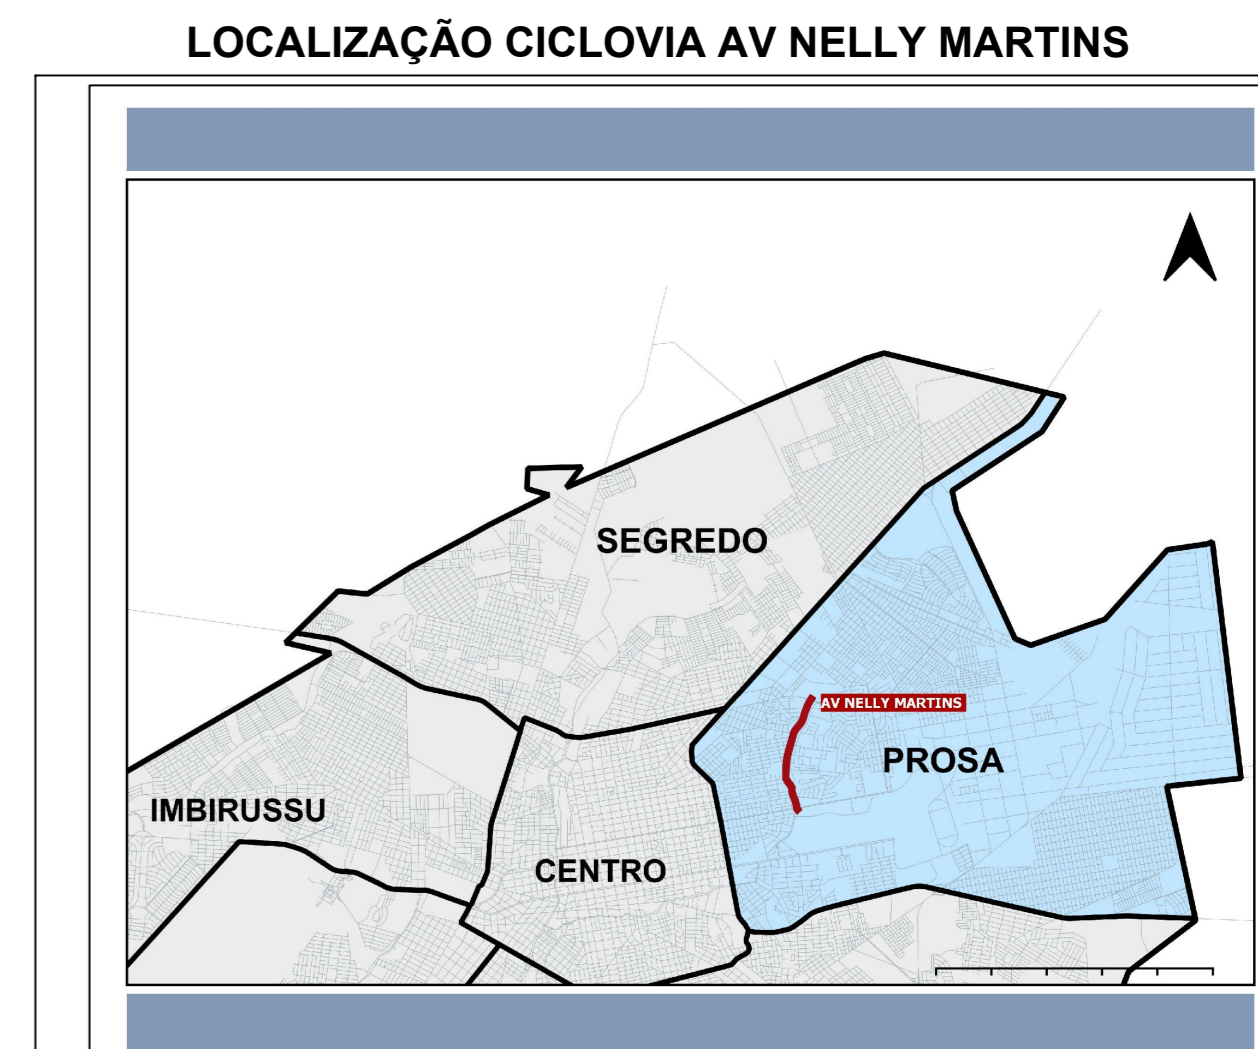 LOCALIZAÇÃO CICLOVIA AV NELLY MARTINS
SEGREDO
AV NELLY MARTINS
PROSA
IMBIRUSSU
CENTRO